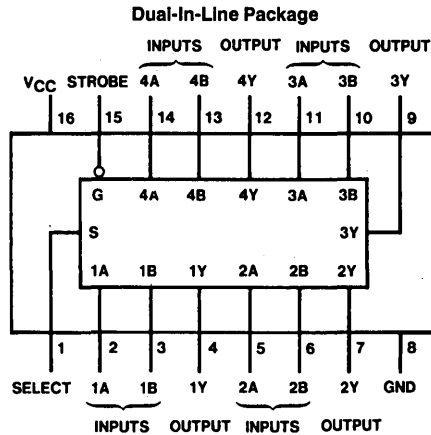 Dual-In-Line Package
INPUTS OUTPUT INPUTS OUTPUT
VCC STROBE 4A 4B 4Y 3A 3B 3Y
16 15 14 13 12 11 10 9
G 4A 4B 4Y 3A 3B
S 3Y
1A 1B 1Y 2A 2B 2Y
1 2 3 4 5 6 7 8
SELECT 1A 1B 1Y 2A 2B 2Y GND
INPUTS OUTPUT INPUTS OUTPUT